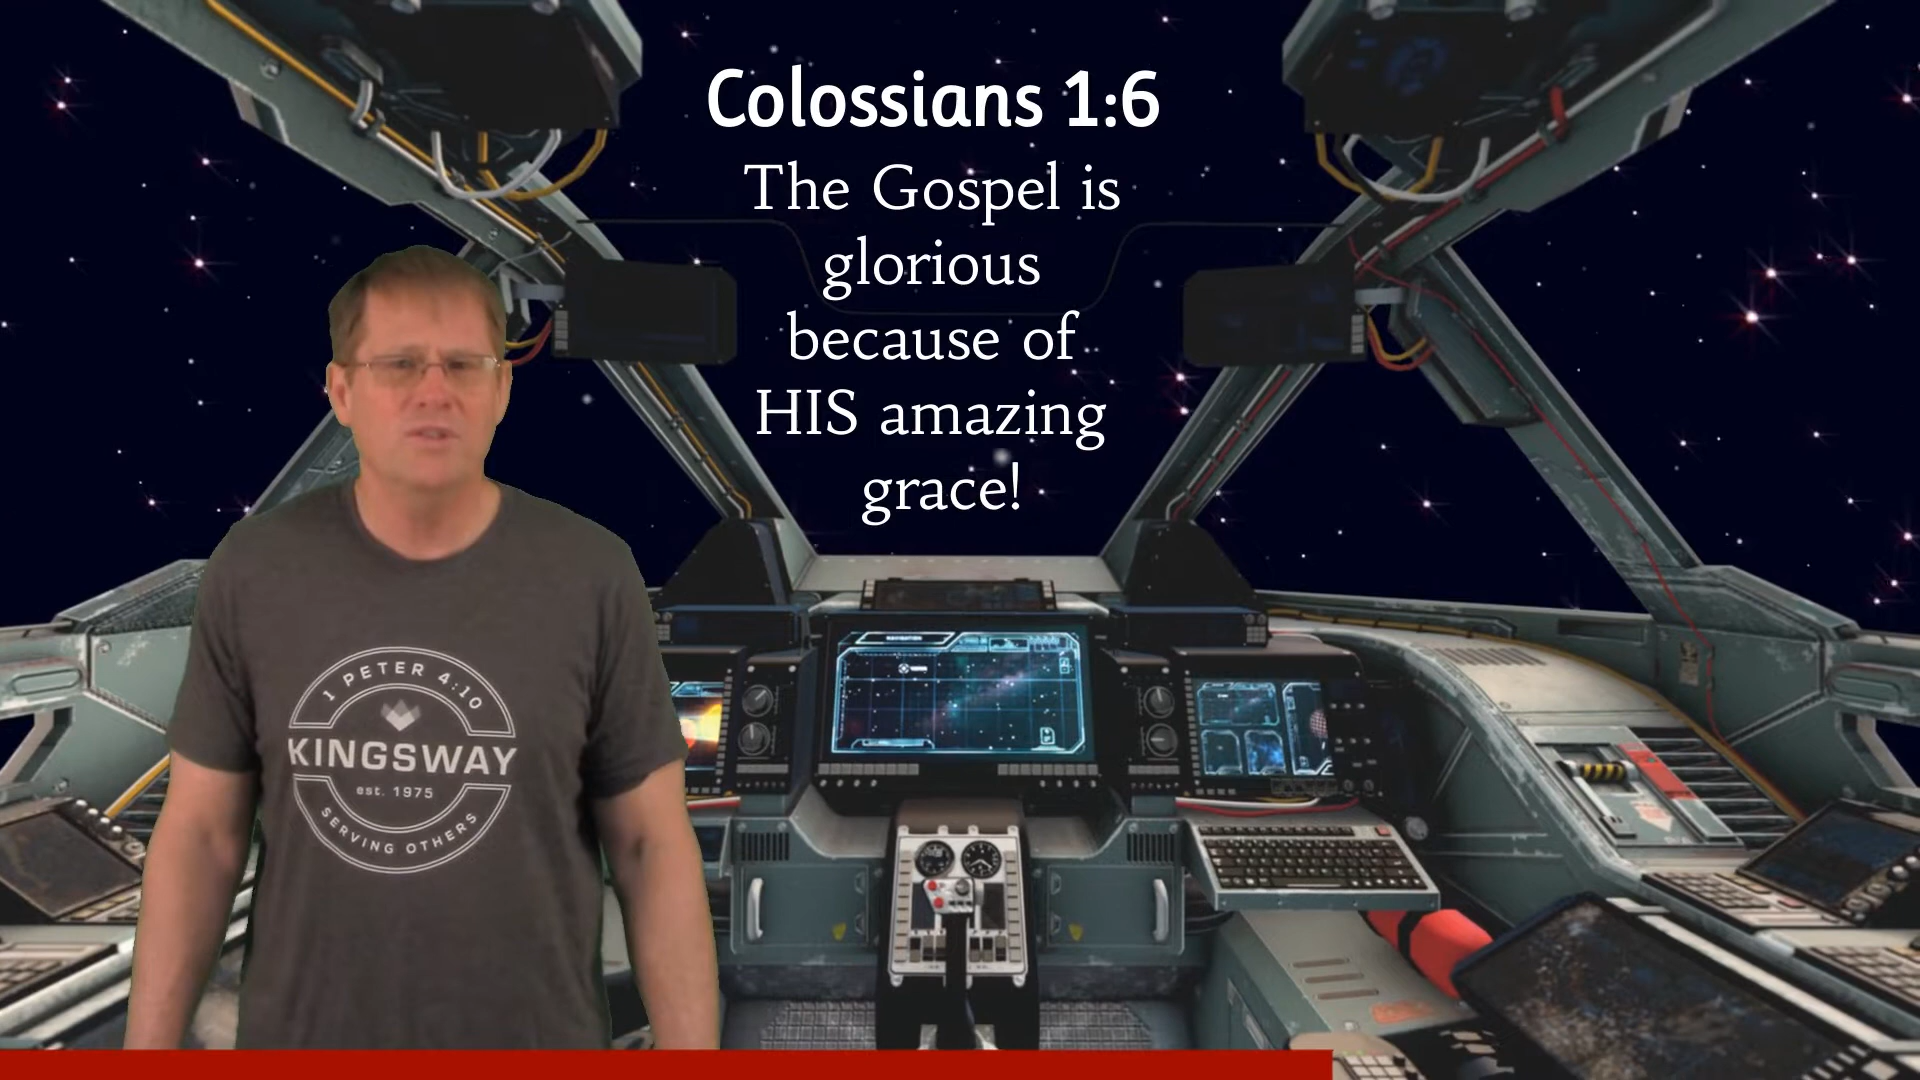 Colossians 1:6
The Gospel is
glorious
because of
HIS amazing
grace!
1 PETER 4:10
KINGSWAY
est. 1975
SERVING OTHERS
NAVIGATION